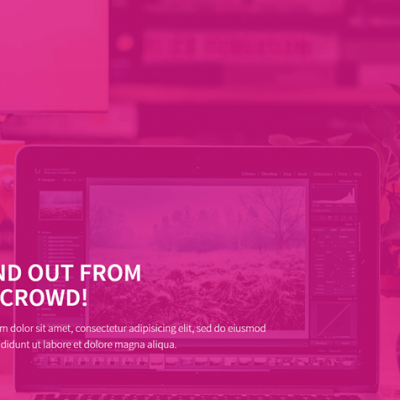 ND OUT FROM
CROWD!
m dolor sit amet, consectetur adipisicing elit, sed do eiusmod
didunt ut labore et dolore magna aliqua.